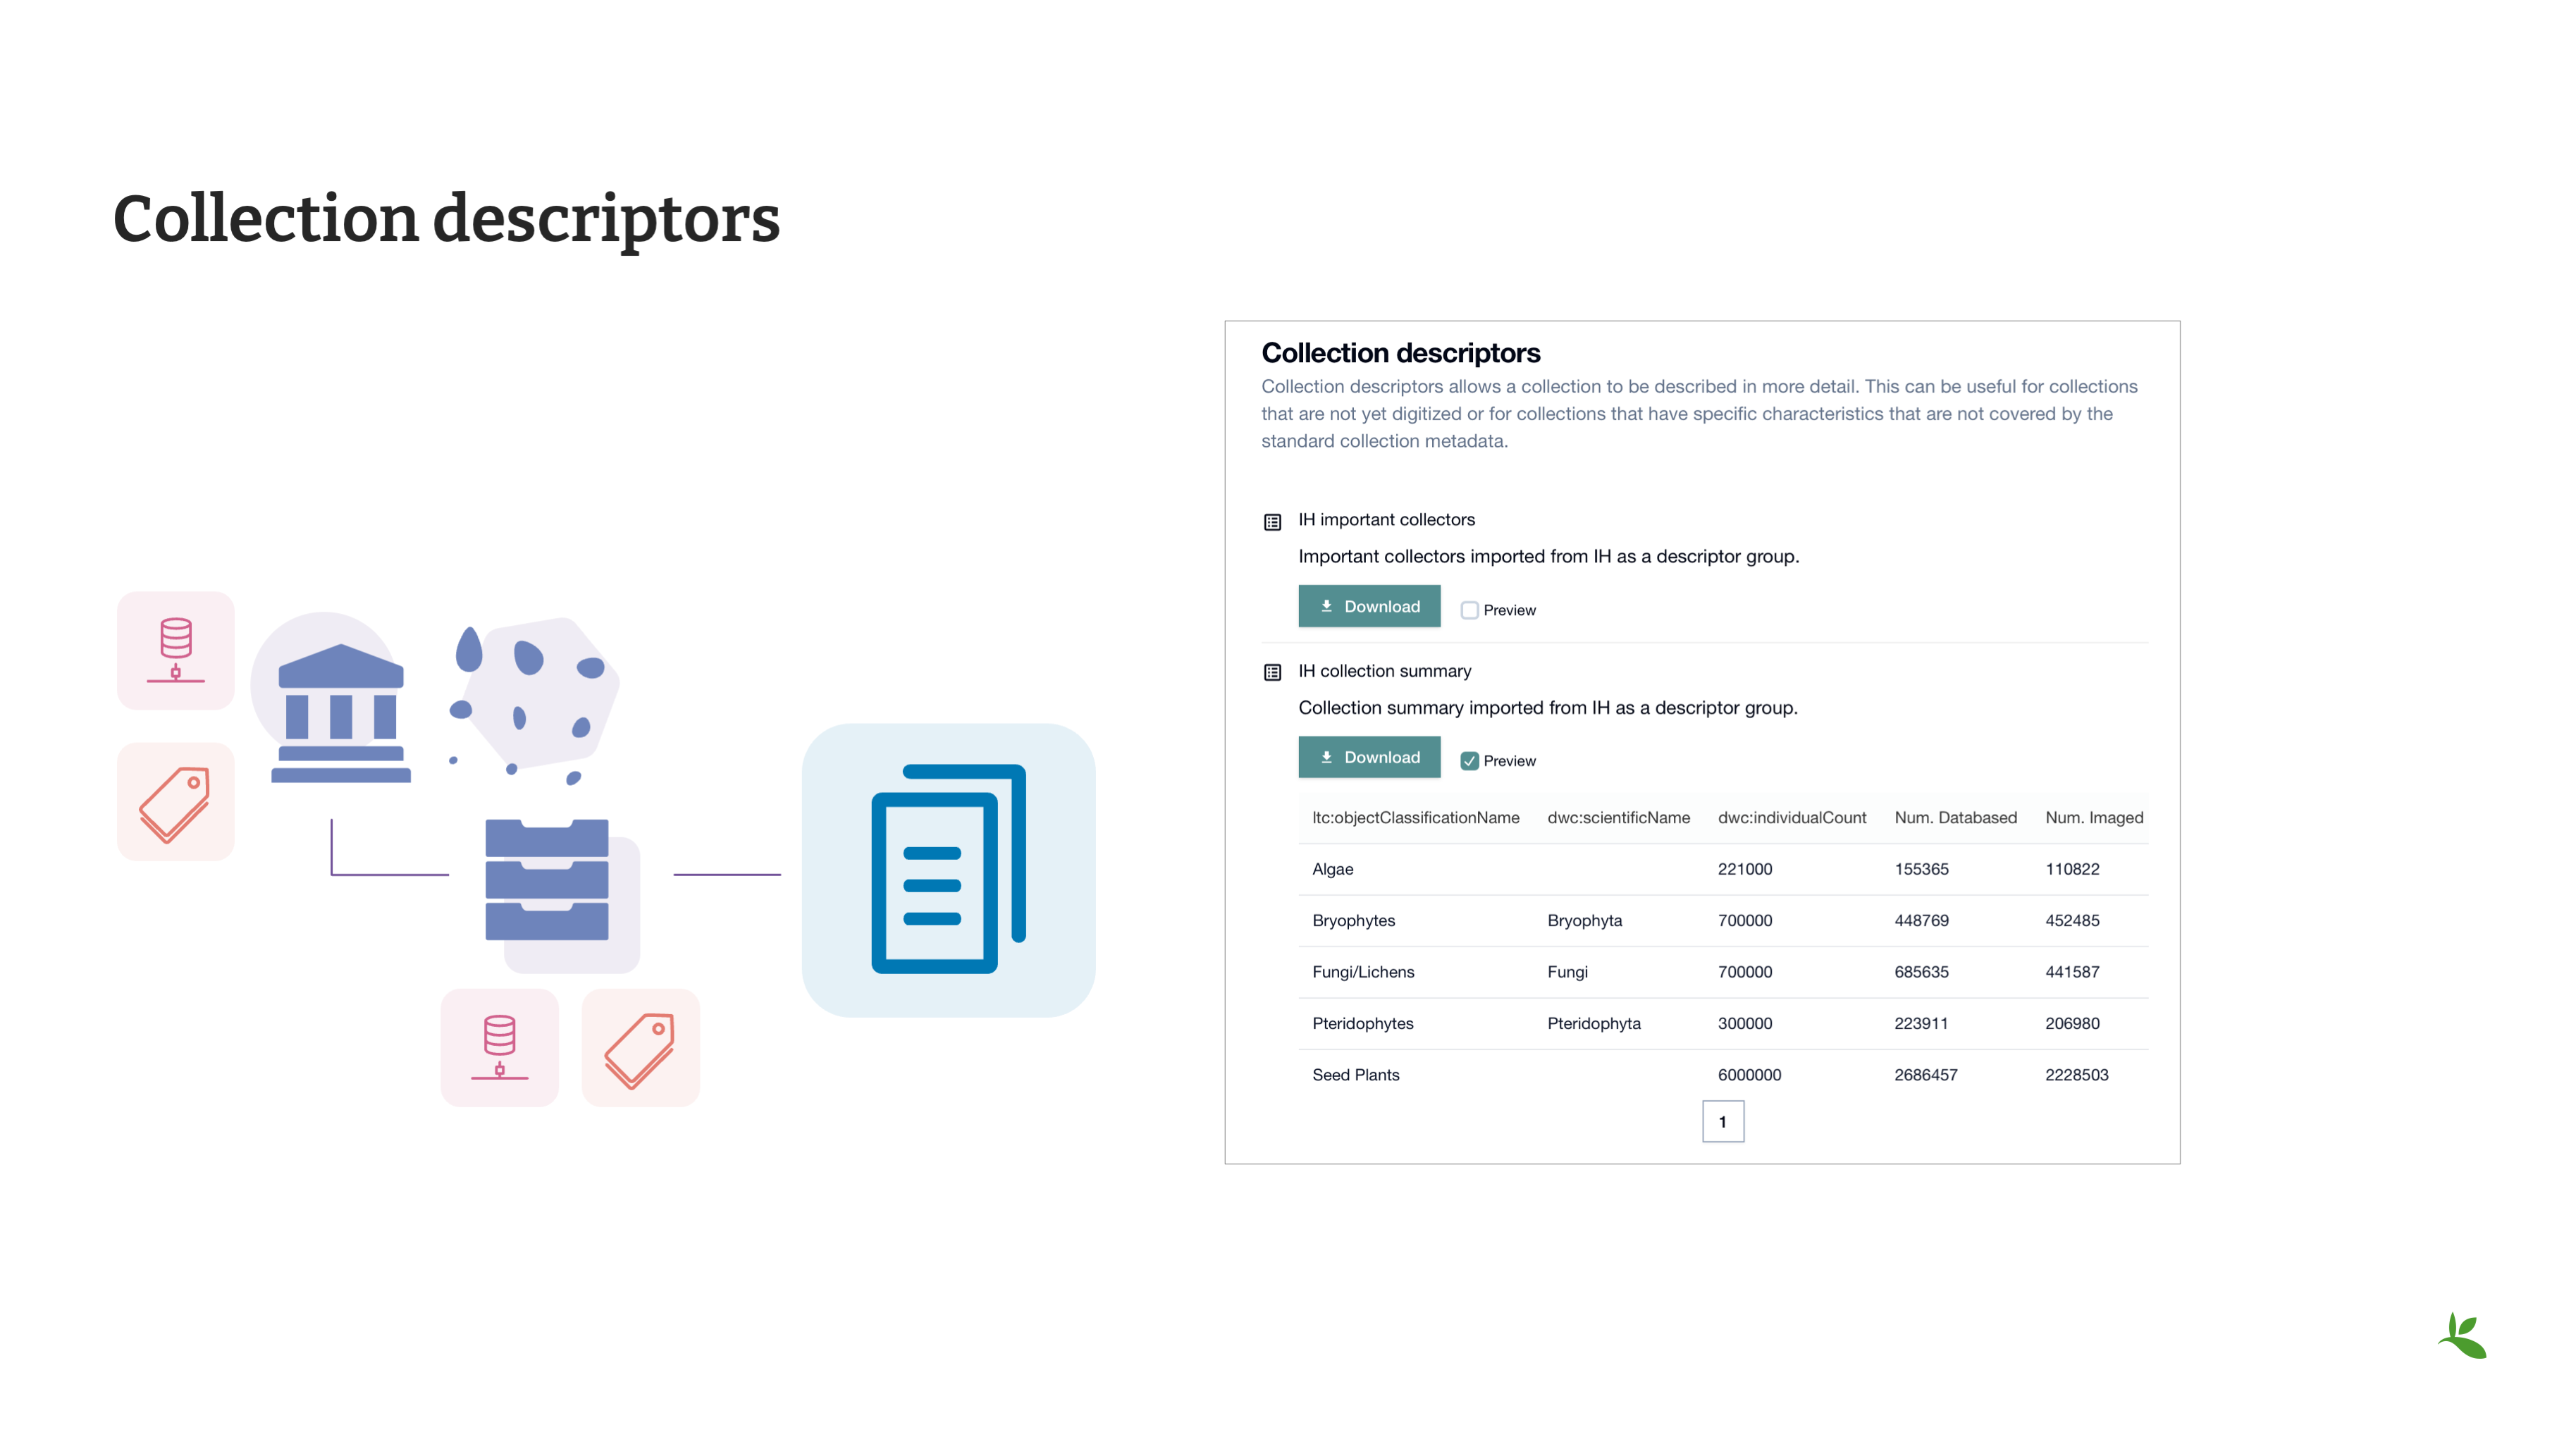 Collection descriptors
Collection descriptors
Collection descriptors allows a collection to be described in more detail. This can be useful for collections
that are not yet digitized or for collections that have specific characteristics that are not covered by the
standard collection metadata.
IH important collectors
Important collectors imported from IH as a descriptor group.
Download Preview
IH collection summary
Collection summary imported from IH as a descriptor group.
Download Preview
ltc:objectClassificationName dwc:scientificName dwc:individualCount Num. Databased Num. Imaged
Algae 221000 155365 110822
Bryophytes Bryophyta 700000 448769 452485
Fungi/Lichens Fungi 700000 685635 441587
Pteridophytes Pteridophyta 300000 223911 206980
Seed Plants 6000000 2686457 2228503
1